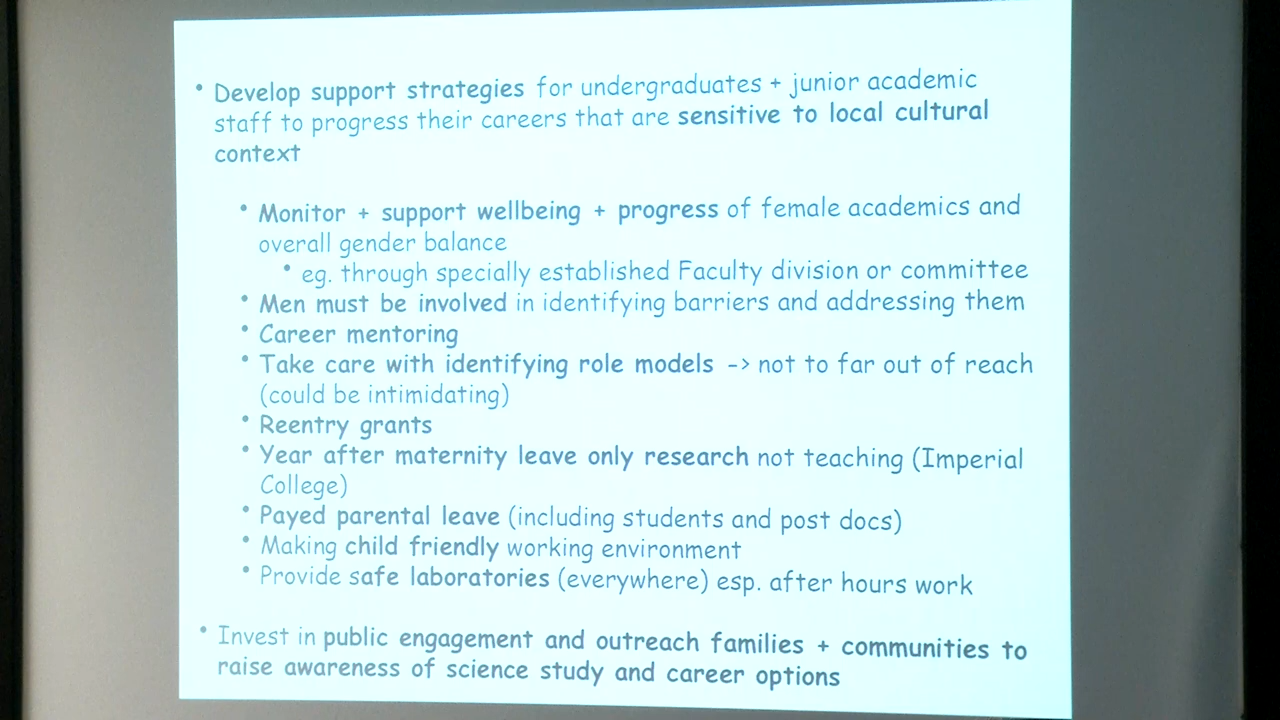 • Develop support strategies for undergraduates + junior academic
staff to progress their careers that are sensitive to local cultural
context
• Monitor + support wellbeing + progress of female academics and
overall gender balance
• eg. through specially established Faculty division or committee
• Men must be involved in identifying barriers and addressing them
• Career mentoring
• Take care with identifying role models -> not to far out of reach
(could be intimidating)
• Reentry grants
• Year after maternity leave only research not teaching (Imperial
College)
• Payed parental leave (including students and post docs)
• Making child friendly working environment
• Provide safe laboratories (everywhere) esp. after hours work
• Invest in public engagement and outreach families + communities to
raise awareness of science study and career options